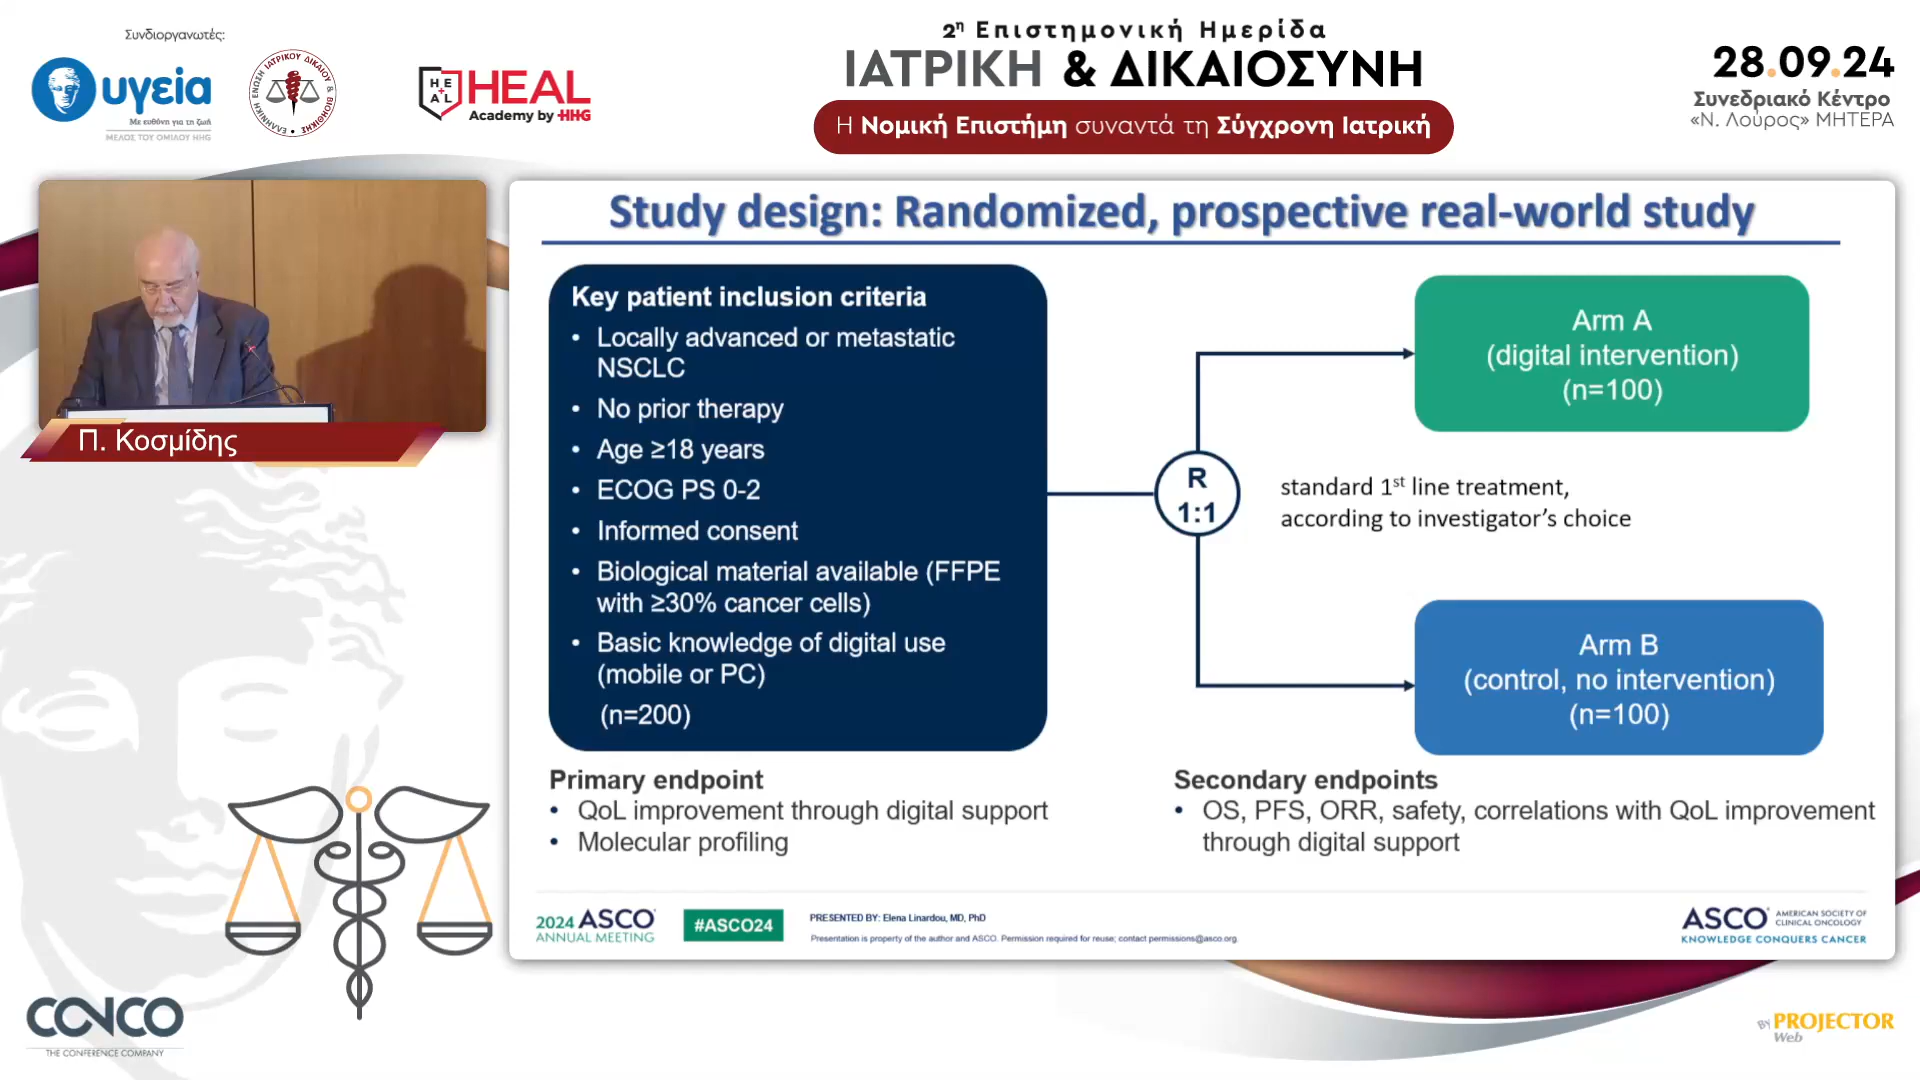 Συνδιοργανωτές:
υγεία
Με ευθύνη για τη ζωή
ΜΕΛΟΣ ΤΟΥ ΟΜΙΛΟΥ HHG
ΕΛΛΗΝΙΚΗ ΕΝΩΣΗ ΙΑΤΡΙΚΟΥ ΔΙΚΑΙΟΥ & ΒΙΟΗΘΙΚΗΣ
HE
AL
HEAL
Academy by HHG
2η Επιστημονική Ημερίδα
ΙΑΤΡΙΚΗ & ΔΙΚΑΙΟΣΥΝΗ
Η Νομική Επιστήμη συναντά τη Σύγχρονη Ιατρική
28.09.24
Συνεδριακό Κέντρο
«Ν. Λούρος» ΜΗΤΕΡΑ
Π. Κοσμίδης
Study design: Randomized, prospective real-world study
Key patient inclusion criteria
• Locally advanced or metastatic
NSCLC
• No prior therapy
• Age ≥18 years
• ECOG PS 0-2
• Informed consent
• Biological material available (FFPE
with ≥30% cancer cells)
• Basic knowledge of digital use
(mobile or PC)
(n=200)
R
1:1
Arm A
(digital intervention)
(n=100)
standard 1st line treatment,
according to investigator's choice
Arm B
(control, no intervention)
(n=100)
Primary endpoint
• QoL improvement through digital support
• Molecular profiling
Secondary endpoints
• OS, PFS, ORR, safety, correlations with QoL improvement
through digital support
2024 ASCO
ANNUAL MEETING
#ASCO24
PRESENTED BY: Elena Linardou, MD, PhD
Presentation is property of the author and ASCO. Permission required for reuse; contact permissions@asco.org
ASCO AMERICAN SOCIETY OF
CLINICAL ONCOLOGY
KNOWLEDGE CONQUERS CANCER
CONCO
THE CONFERENCE COMPANY
BY PROJECTOR
Web